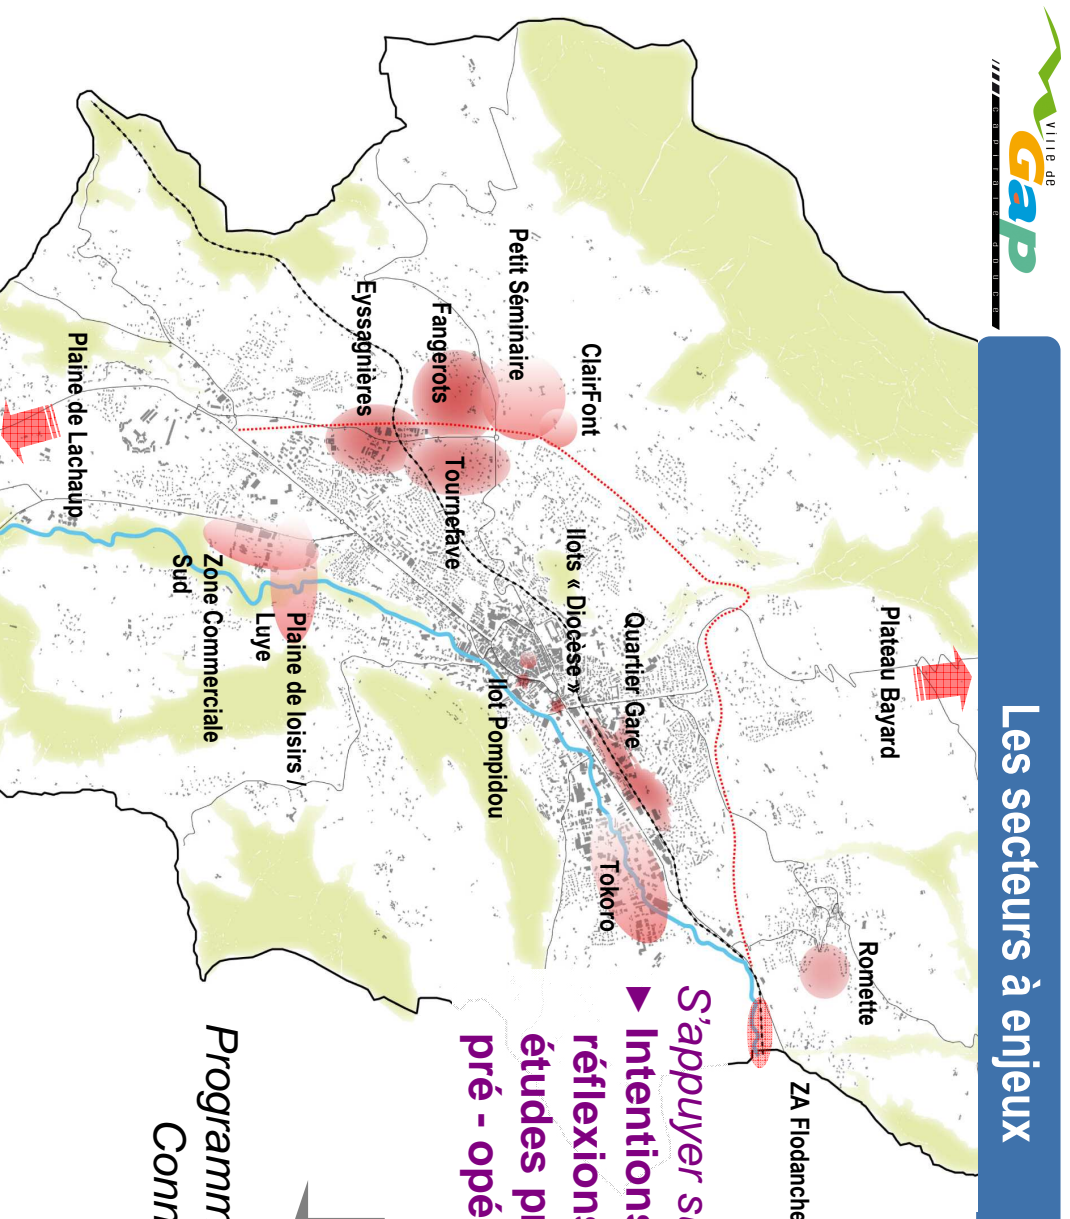 ville de
Gap
capitale douce
Les secteurs à enjeux
Plateau Bayard
Romette
ZA Flodanche
ClairFont
Petit Séminaire
Fangerots
Eyssagnières
Tournefave
Ilots « Diocèse »
Quartier Gare
Ilot Pompidou
Tokoro
Plaine de loisirs /
Luye
Zone Commerciale
Sud
Plaine de Lachaup
S'appuyer s
► Intentions
réflexions
études p
pré - opé
Programm
Conn